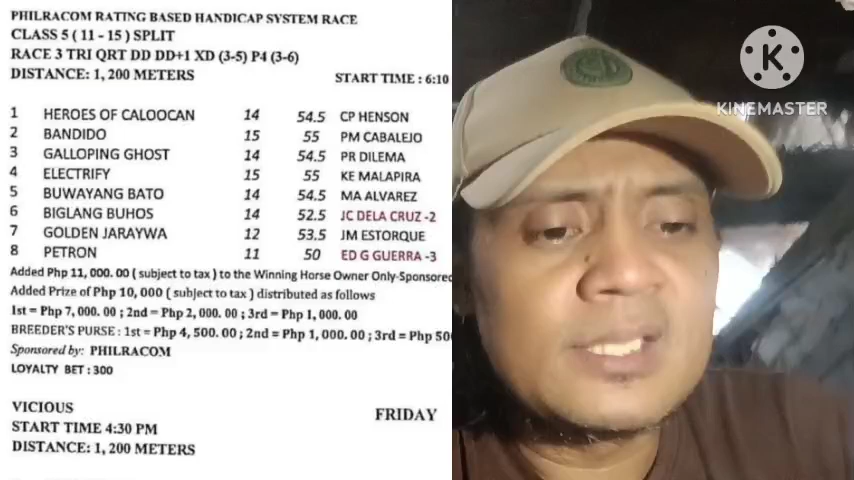 PHILRACOM RATING BASED HANDICAP SYSTEM RACE
CLASS 5 ( 11 - 15 ) SPLIT
RACE 3 TRI QRT DD DD+1 XD (3-5) P4 (3-6)
DISTANCE: 1, 200 METERS START TIME : 6:10
1 HEROES OF CALOOCAN 14 54.5 CP HENSON
2 BANDIDO 15 55 PM CABALEJO
3 GALLOPING GHOST 14 54.5 PR DILEMA
4 ELECTRIFY 15 55 KE MALAPIRA
5 BUWAYANG BATO 14 54.5 MA ALVAREZ
6 BIGLANG BUHOS 14 52.5 JC DELA CRUZ -2
7 GOLDEN JARAYWA 12 53.5 JM ESTORQUE
8 PETRON 11 50 ED G GUERRA -3
Added Php 11, 000. 00 ( subject to tax ) to the Winning Horse Owner Only-Sponsored
Added Prize of Php 10, 000 ( subject to tax ) distributed as follows
1st = Php 7, 000. 00 ; 2nd = Php 2, 000. 00 ; 3rd = Php 1, 000. 00
BREEDER'S PURSE : 1st = Php 4, 500. 00 ; 2nd = Php 1, 000. 00 ; 3rd = Php 50
Sponsored by: PHILRACOM
LOYALTY BET : 300
VICIOUS FRIDAY
START TIME 4:30 PM
DISTANCE: 1, 200 METERS
K
KINEMASTER